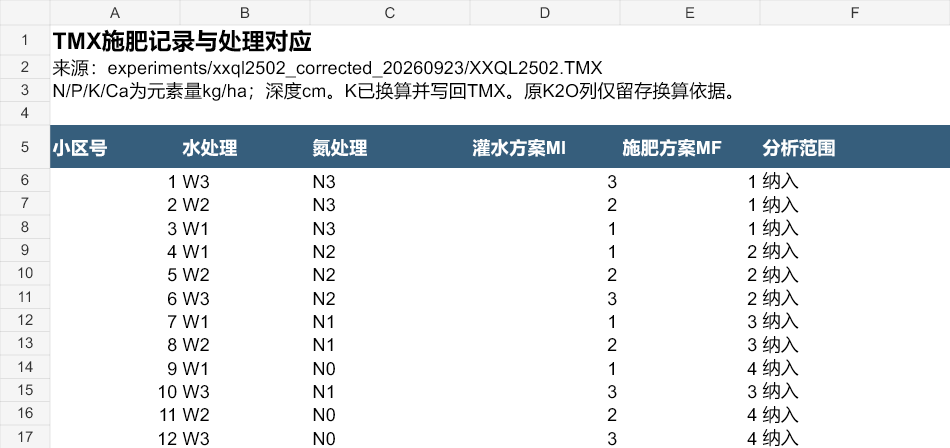 A B C D E F
1 TMX施肥记录与处理对应
2 来源：experiments/xxql2502_corrected_20260923/XXQL2502.TMX
3 N/P/K/Ca为元素量kg/ha；深度cm。K已换算并写回TMX。原K2O列仅留存换算依据。
4
5 小区号 水处理 氮处理 灌水方案MI 施肥方案MF 分析范围
6 1 W3 N3 3 1 纳入
7 2 W2 N3 2 1 纳入
8 3 W1 N3 1 1 纳入
9 4 W1 N2 1 2 纳入
10 5 W2 N2 2 2 纳入
11 6 W3 N2 3 2 纳入
12 7 W1 N1 1 3 纳入
13 8 W2 N1 2 3 纳入
14 9 W1 N0 1 4 纳入
15 10 W3 N1 3 3 纳入
16 11 W2 N0 2 4 纳入
17 12 W3 N0 3 4 纳入